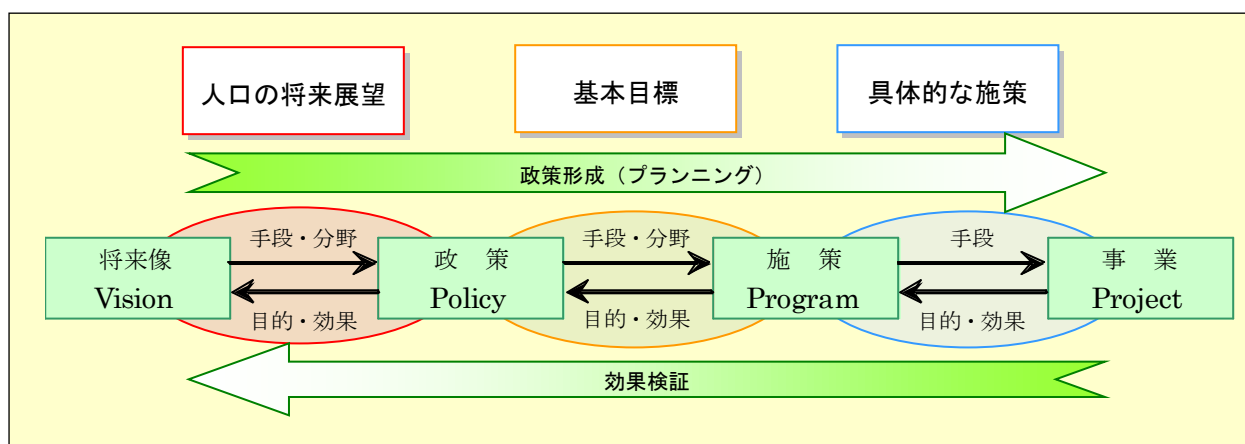 人口の将来展望
基本目標
具体的な施策
政策形成（プランニング）
手段・分野
手段・分野
手段
将来像
Vision
政　策
Policy
施　策
Program
事　業
Project
目的・効果
目的・効果
目的・効果
効果検証